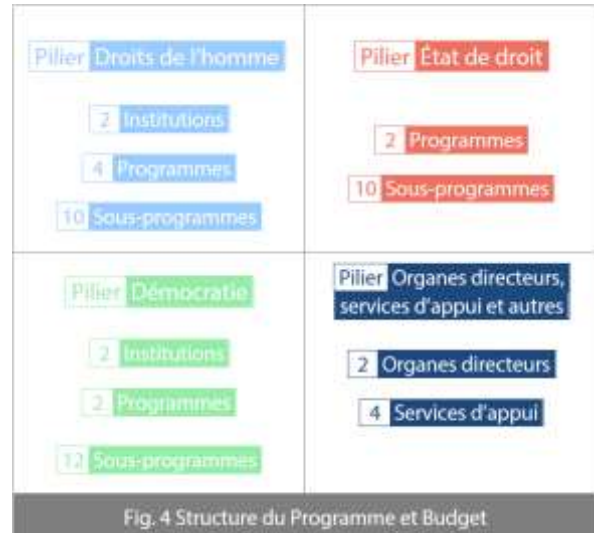 Pilier Droits de l'homme
2 Institutions
4 Programmes
10 Sous-programmes
Pilier État de droit
2 Programmes
10 Sous-programmes
Pilier Démocratie
2 Institutions
2 Programmes
12 Sous-programmes
Pilier Organes directeurs,
services d'appui et autres
2 Organes directeurs
4 Services d'appui
Fig. 4 Structure du Programme et Budget